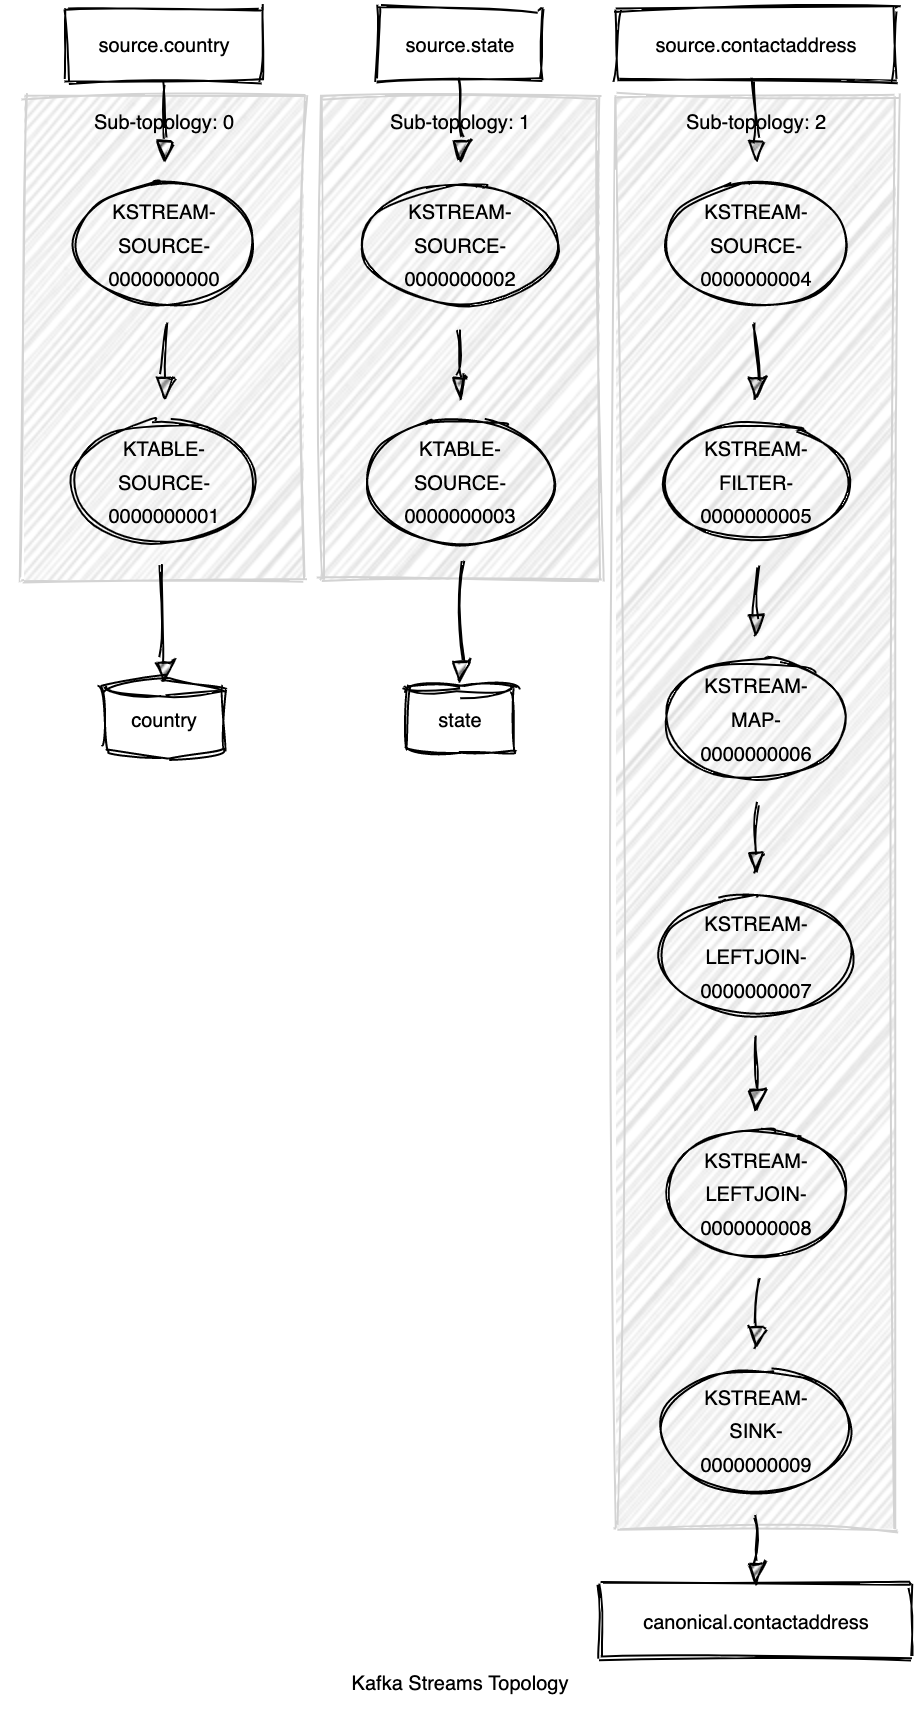 source.country
source.state
source.contactaddress
Sub-topology: 0
Sub-topology: 1
Sub-topology: 2
KSTREAM-
SOURCE-
0000000000
KSTREAM-
SOURCE-
0000000002
KSTREAM-
SOURCE-
0000000004
KTABLE-
SOURCE-
0000000001
KTABLE-
SOURCE-
0000000003
KSTREAM-
FILTER-
0000000005
country
state
KSTREAM-
MAP-
0000000006
KSTREAM-
LEFTJOIN-
0000000007
KSTREAM-
LEFTJOIN-
0000000008
KSTREAM-
SINK-
0000000009
canonical.contactaddress
Kafka Streams Topology